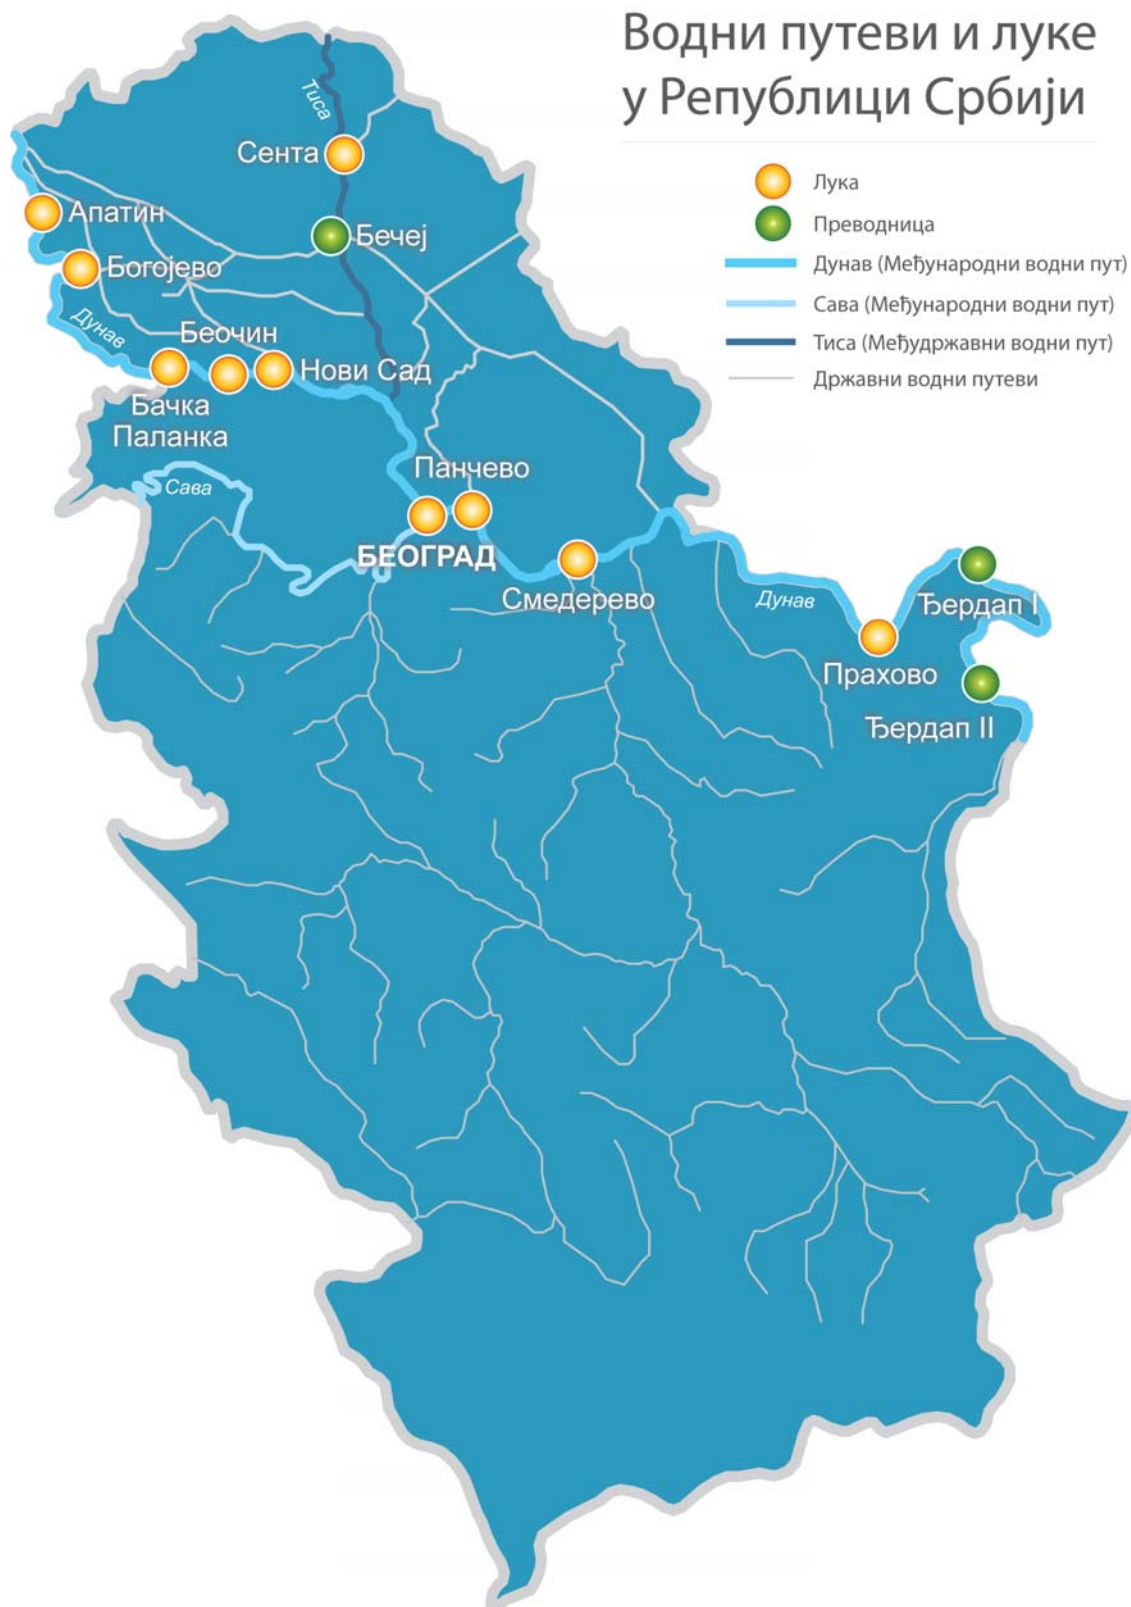 Водни путеви и луке
у Републици Србији
Лука
Преводница
Дунав (Међународни водни пут)
Сава (Међународни водни пут)
Тиса (Међудржавни водни пут)
Државни водни путеви
Тиса
Сента
Апатин
Бечеј
Богојево
Дунав
Беочин
Нови Сад
Бачка
Паланка
Панчево
Сава
БЕОГРАД
Смедерево
Дунав
Ђердап I
Прахово
Ђердап II